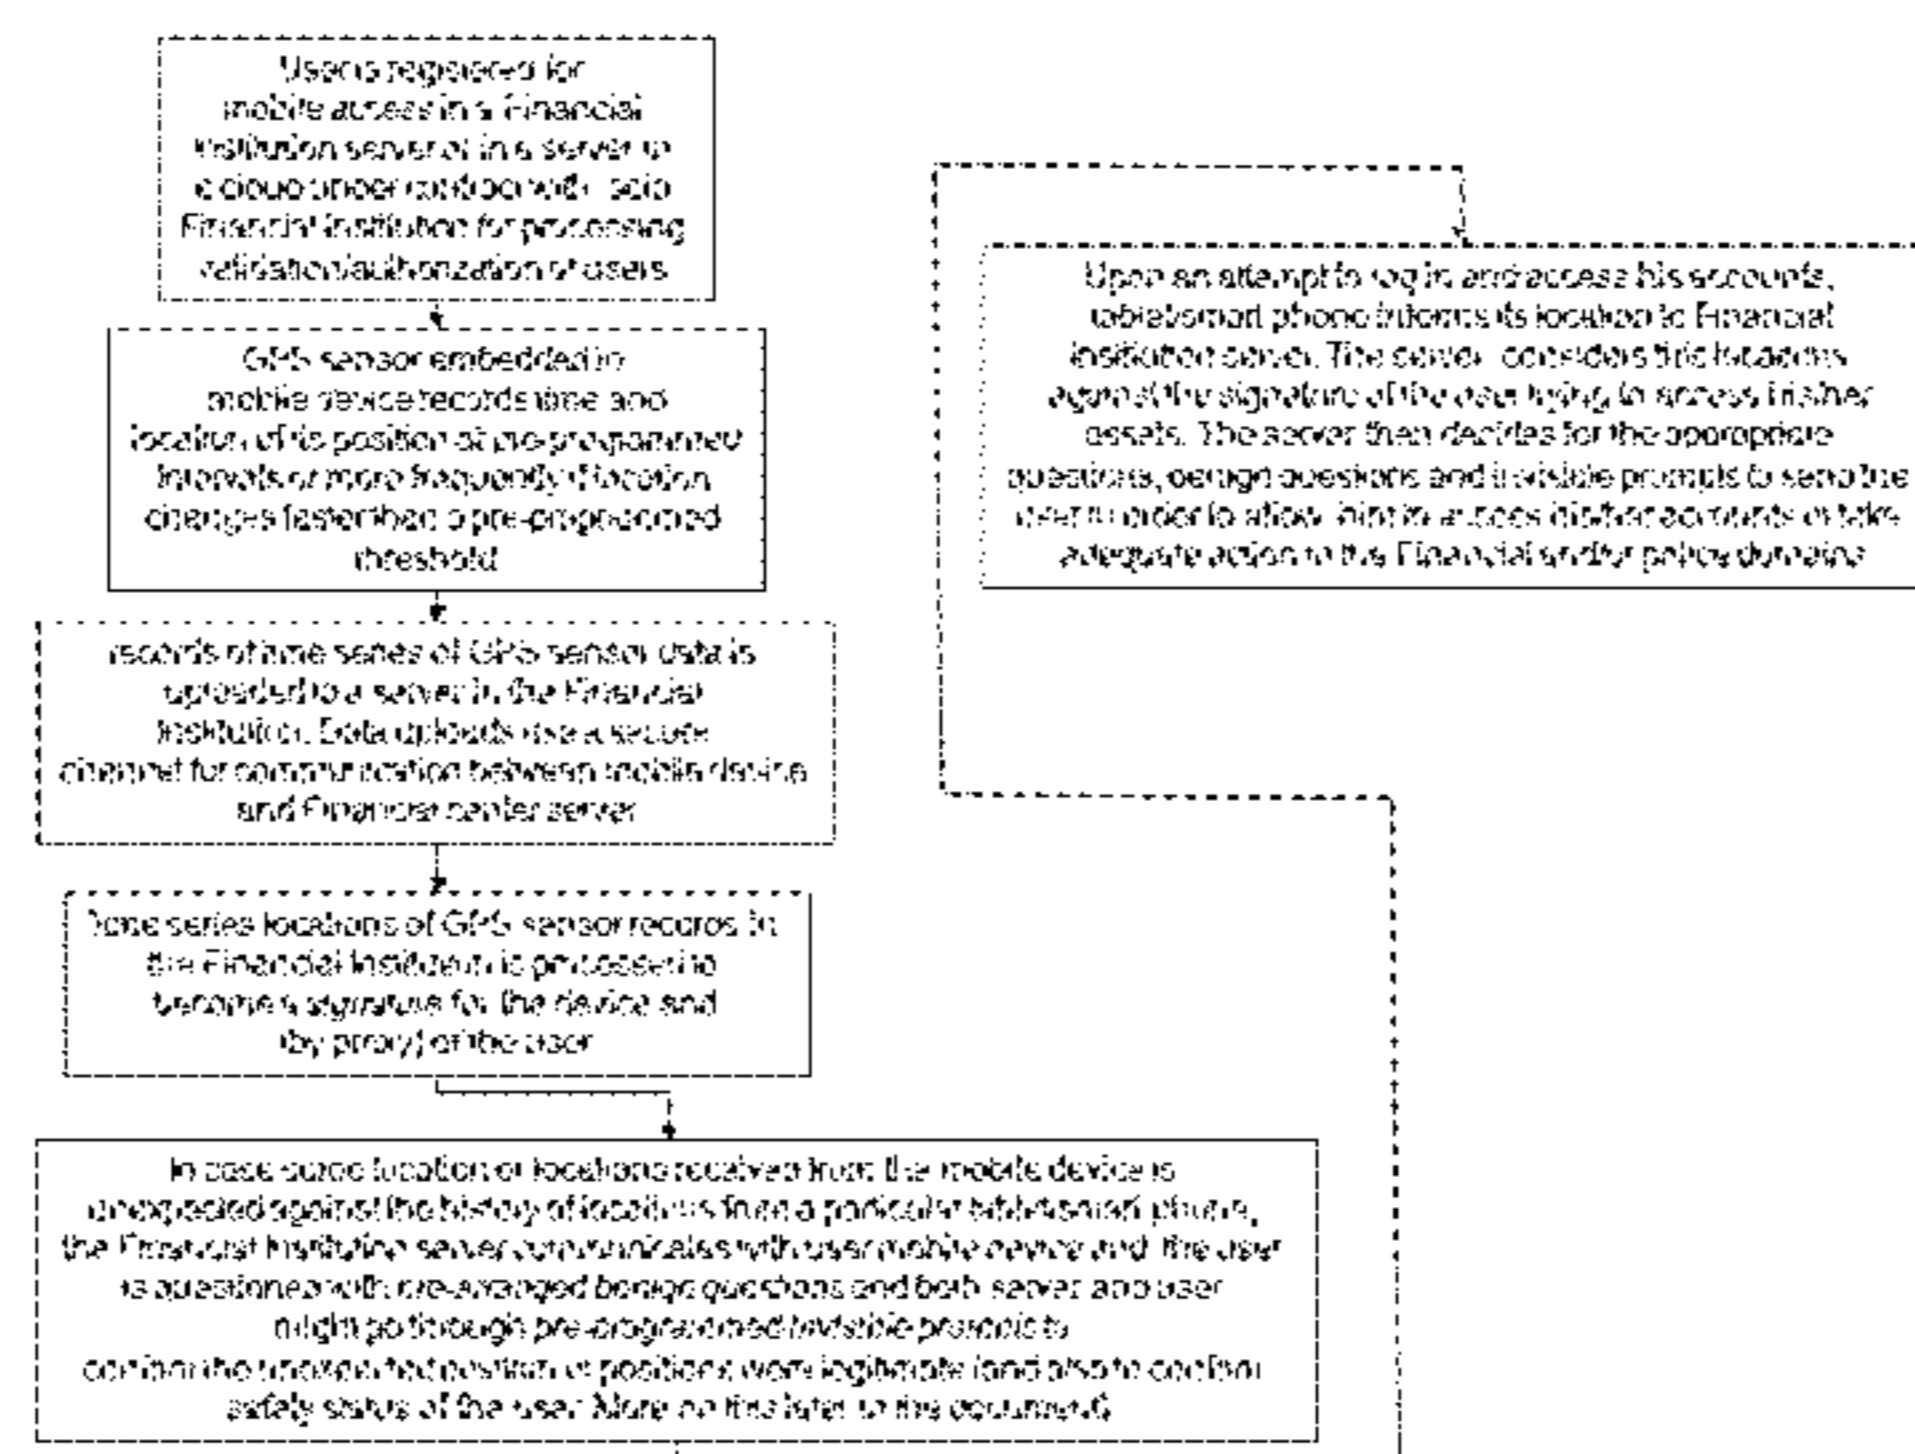 User is registered for
mobile access in a Financial
Institution server or in a server in
a cloud under contract with said
Financial Institution for processing
validation/authorization of users
GPS sensor embedded in
mobile device records time and
location of its position at pre-programmed
intervals or more frequently if location
changes faster than a pre-programmed
threshold
records of time series of GPS sensor data is
uploaded to a server in the Financial
Institution. Data uploads use a secure
channel for communication between mobile device
and Financial center server
Time series locations of GPS sensor records in
the Financial Institution is processed to
become a signature for the device and
(by proxy) of the user
In case location or locations received from the mobile device is
unexpected against the history of locations from a particular tablet/smart phone,
the Financial Institution server communicates with user mobile device and the user
is questioned with pre-arranged benign questions and both server and user
might go through pre-programmed invisible prompts to
confirm the unexpected position or positions were legitimate (and also to confirm
safety status of the user. More on this later in the document)
Upon an attempt to log in and access his accounts,
tablet/smart phone informs its location to Financial
Institution server. The server considers this locations
against the signature of the user trying to access his/her
assets. The server then decides for the appropriate
questions, benign questions and invisible prompts to send the
user in order to allow him in access his/her accounts or take
adequate action to the Financial and/or police domains